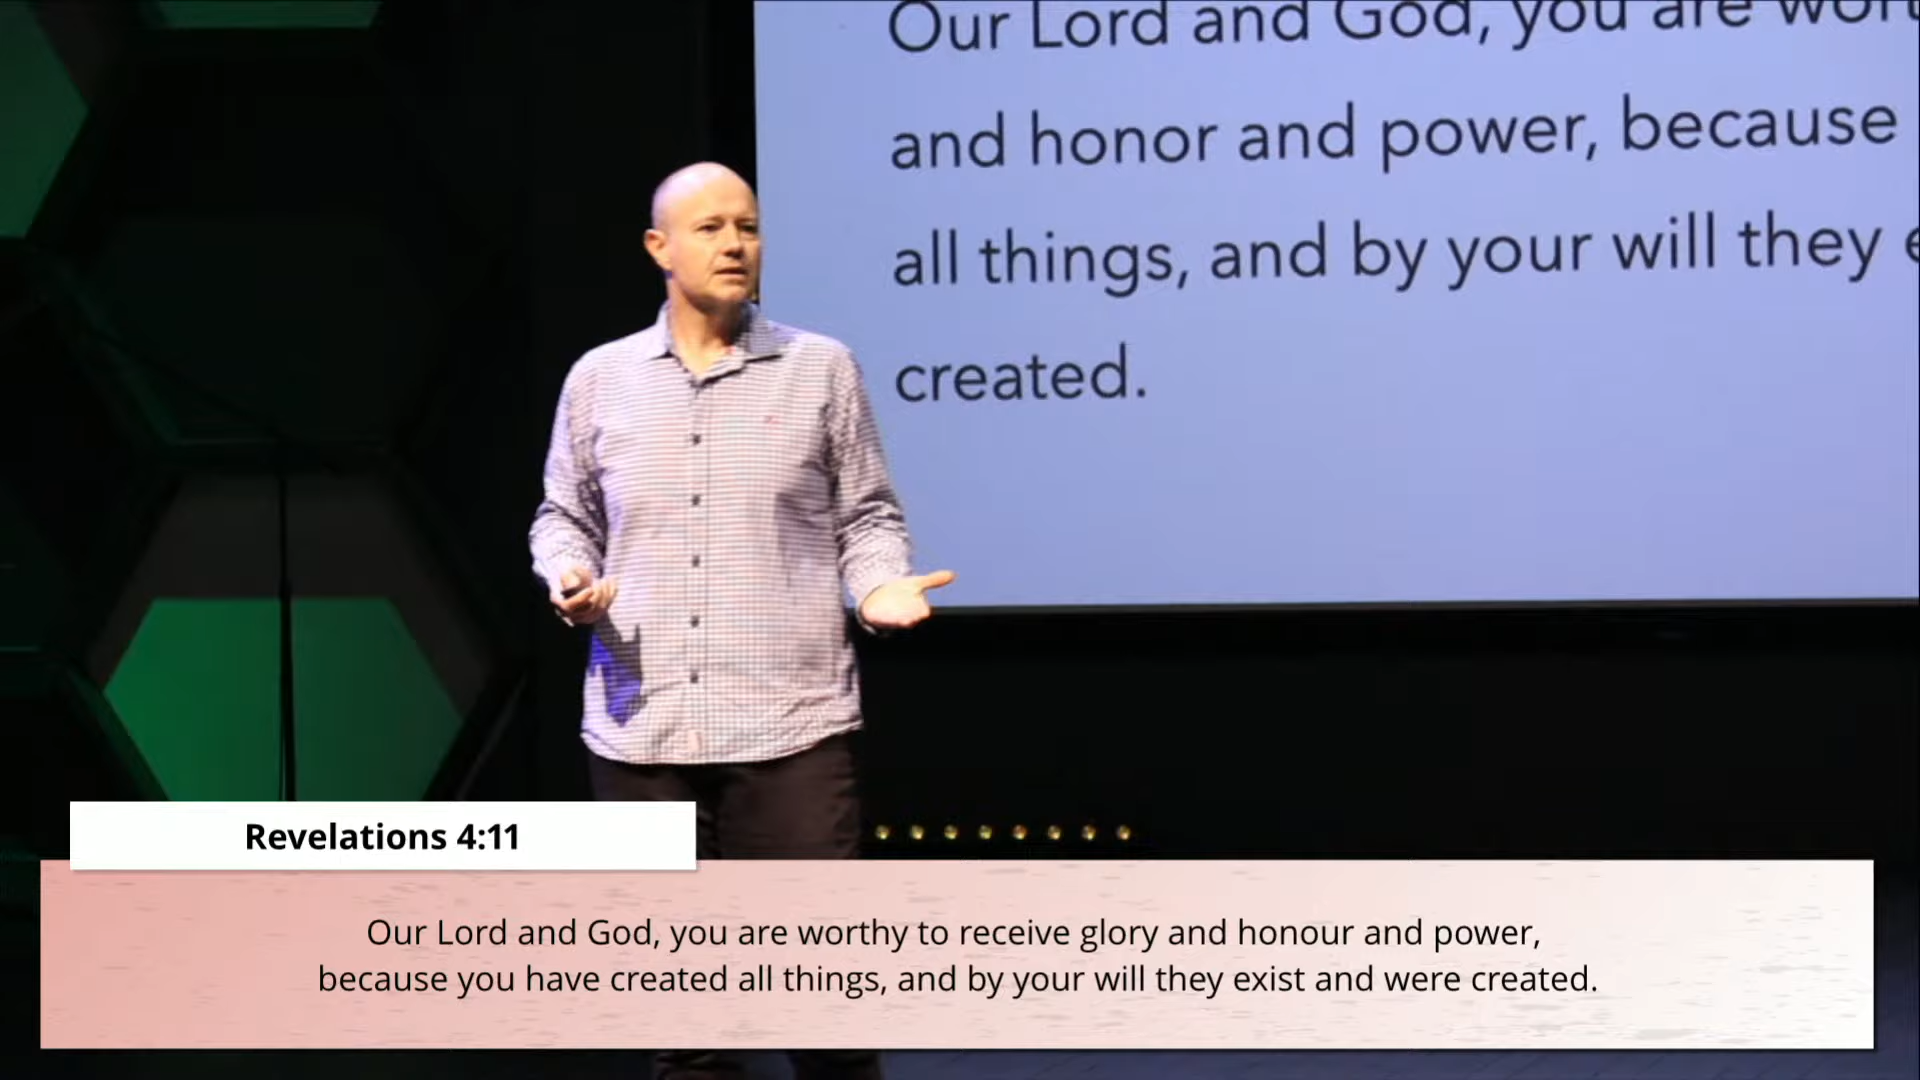 Our Lord and God, you are
and honor and power, because
all things, and by your will they
created.
Revelations 4:11
Our Lord and God, you are worthy to receive glory and honour and power,
because you have created all things, and by your will they exist and were created.